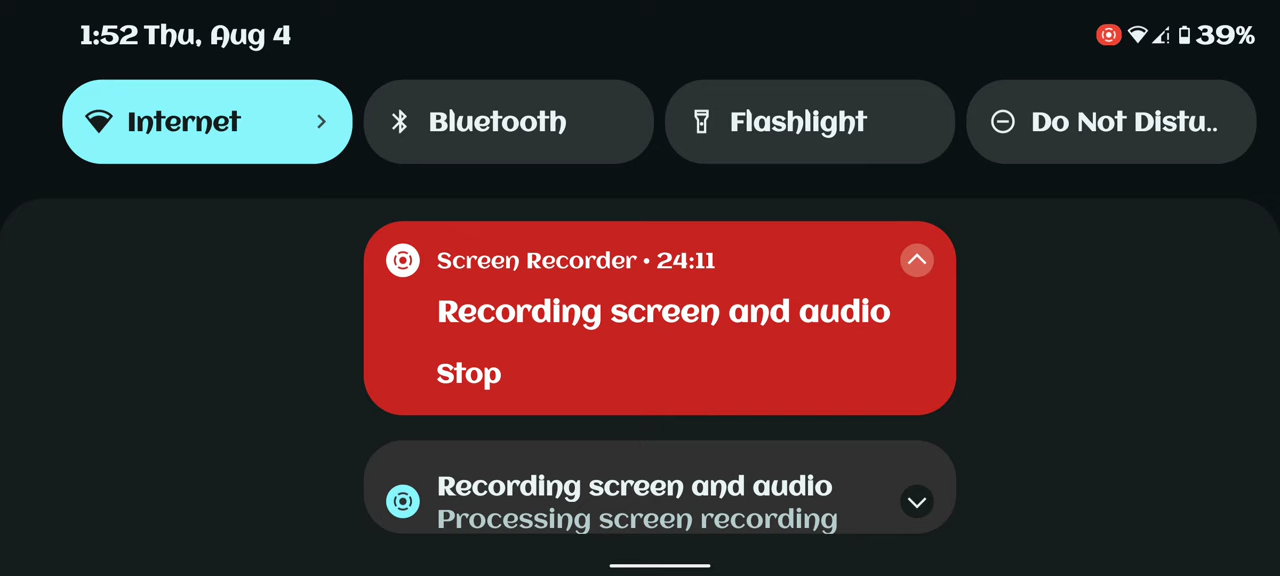 1:52 Thu, Aug 4
39%
Internet
Bluetooth
Flashlight
Do Not Distu..
Screen Recorder • 24:11
Recording screen and audio
Stop
Recording screen and audio
Processing screen recording